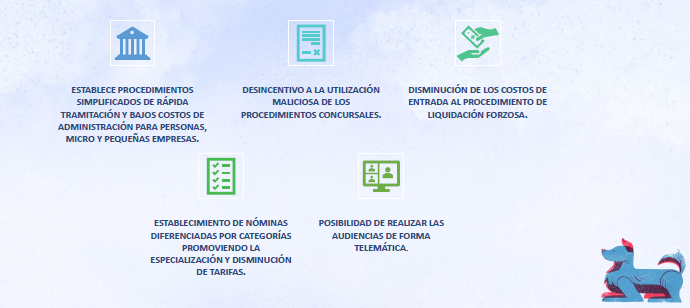 ESTABLECE PROCEDIMIENTOS
SIMPLIFICADOS DE RÁPIDA
TRAMITACIÓN Y BAJOS COSTOS DE
ADMINISTRACIÓN PARA PERSONAS,
MICRO Y PEQUEÑAS EMPRESAS.
DESINCENTIVO A LA UTILIZACIÓN
MALICIOSA DE LOS
PROCEDIMIENTOS CONCURSALES.
DISMINUCIÓN DE LOS COSTOS DE
ENTRADA AL PROCEDIMIENTO DE
LIQUIDACIÓN FORZOSA.
ESTABLECIMIENTO DE NÓMINAS
DIFERENCIADAS POR CATEGORÍAS
PROMOVIENDO LA
ESPECIALIZACIÓN Y DISMINUCIÓN
DE TARIFAS.
POSIBILIDAD DE REALIZAR LAS
AUDIENCIAS DE FORMA
TELEMÁTICA.